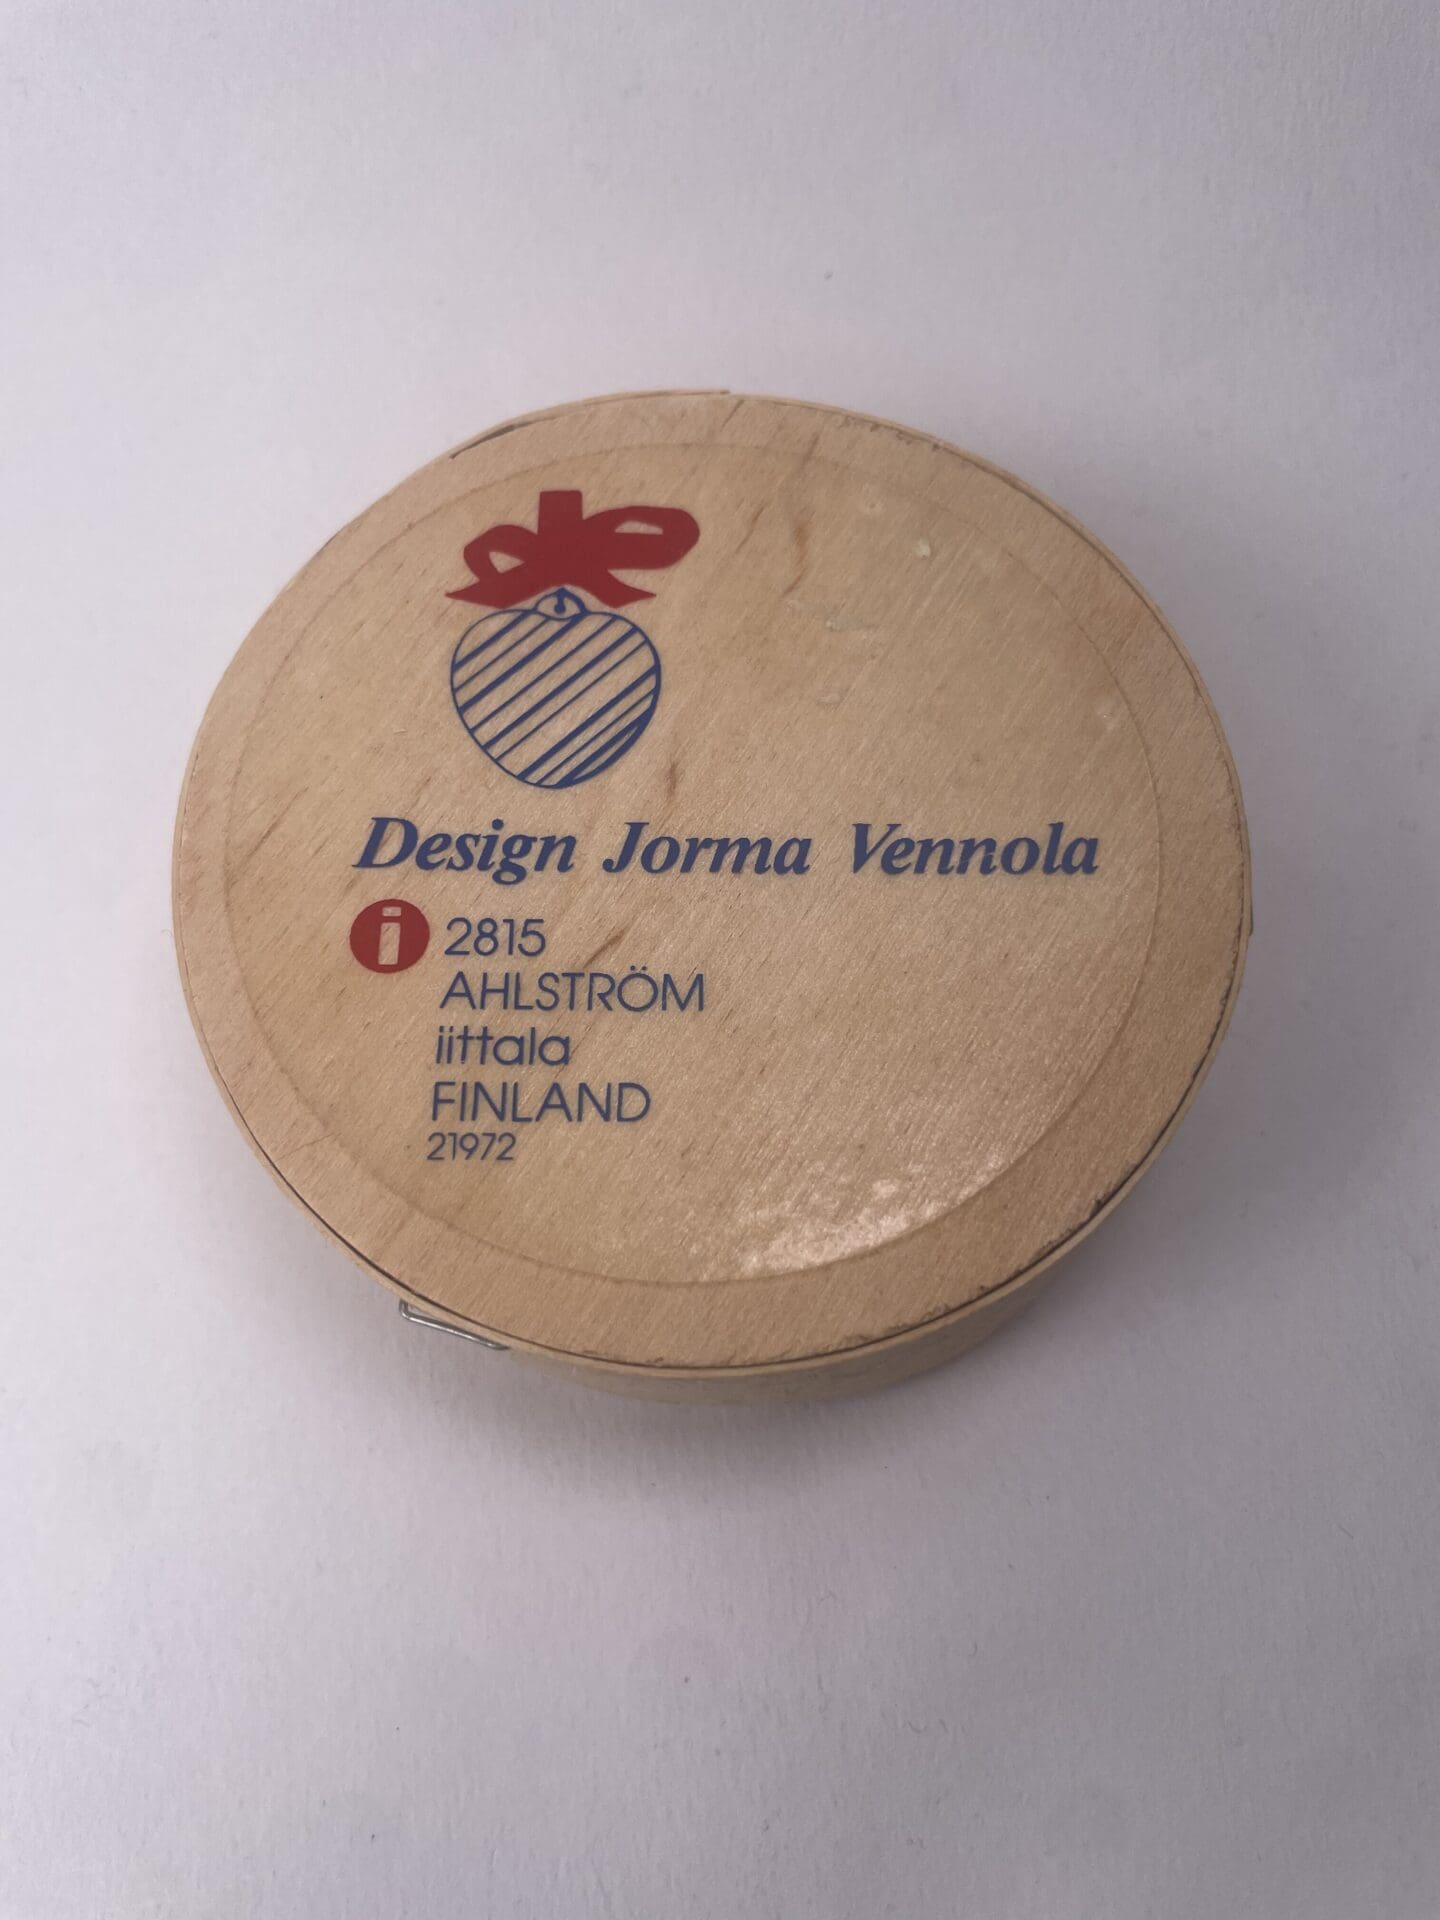 Design Jorma Vennola
i 2815
AHLSTRÖM
iittala
FINLAND
21972